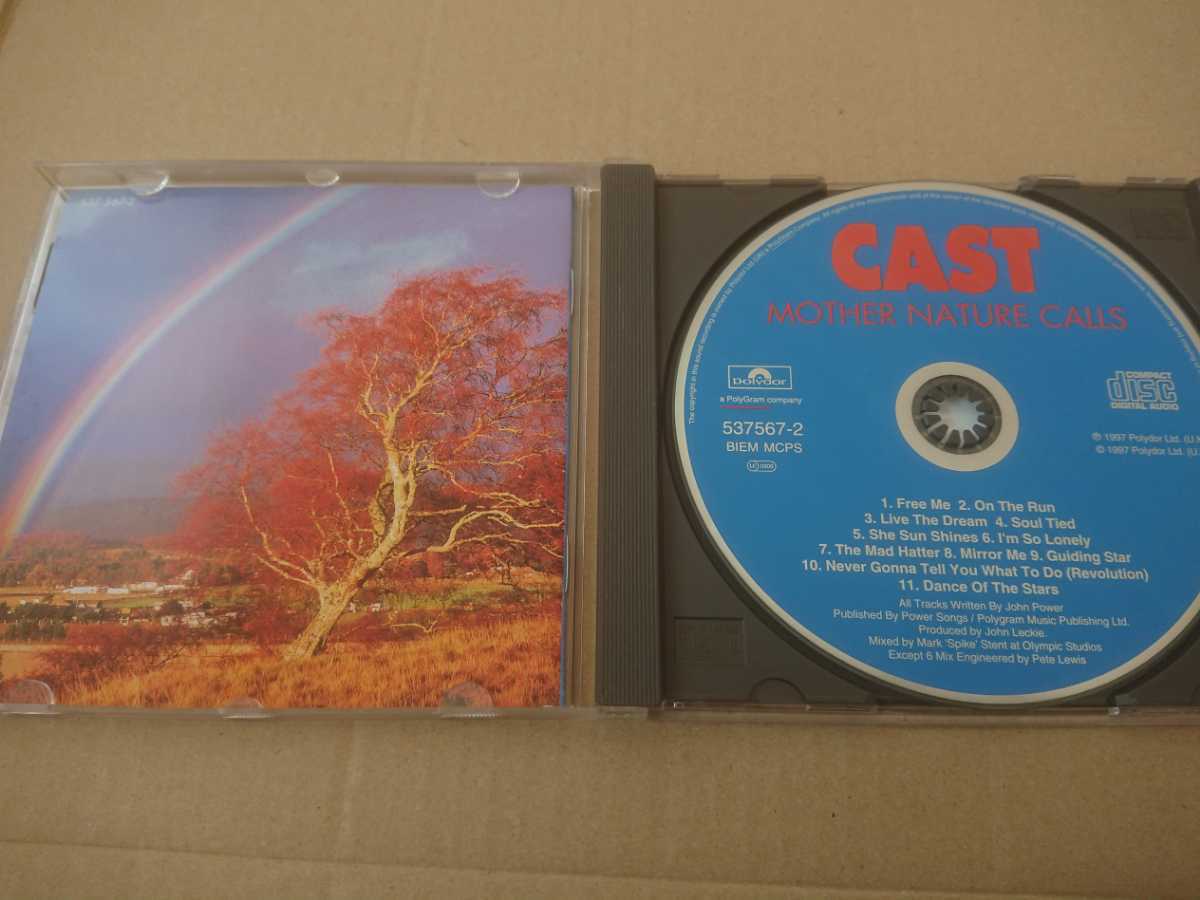 CAST
MOTHER NATURE CALLS
Polydor
a PolyGram company
537567-2
BIEM MCPS
COMPACT
disc
DIGITAL AUDIO
℗ 1997 Polydor Ltd. (U.
© 1997 Polydor Ltd. (U.
1. Free Me 2. On The Run
3. Live The Dream 4. Soul Tied
5. She Sun Shines 6. I'm So Lonely
7. The Mad Hatter 8. Mirror Me 9. Guiding Star
10. Never Gonna Tell You What To Do (Revolution)
11. Dance Of The Stars
All Tracks Written By John Power
Published By Power Songs / Polygram Music Publishing Ltd.
Produced by John Leckie.
Mixed by Mark 'Spike' Stent at Olympic Studios
Except 6 Mix Engineered by Pete Lewis